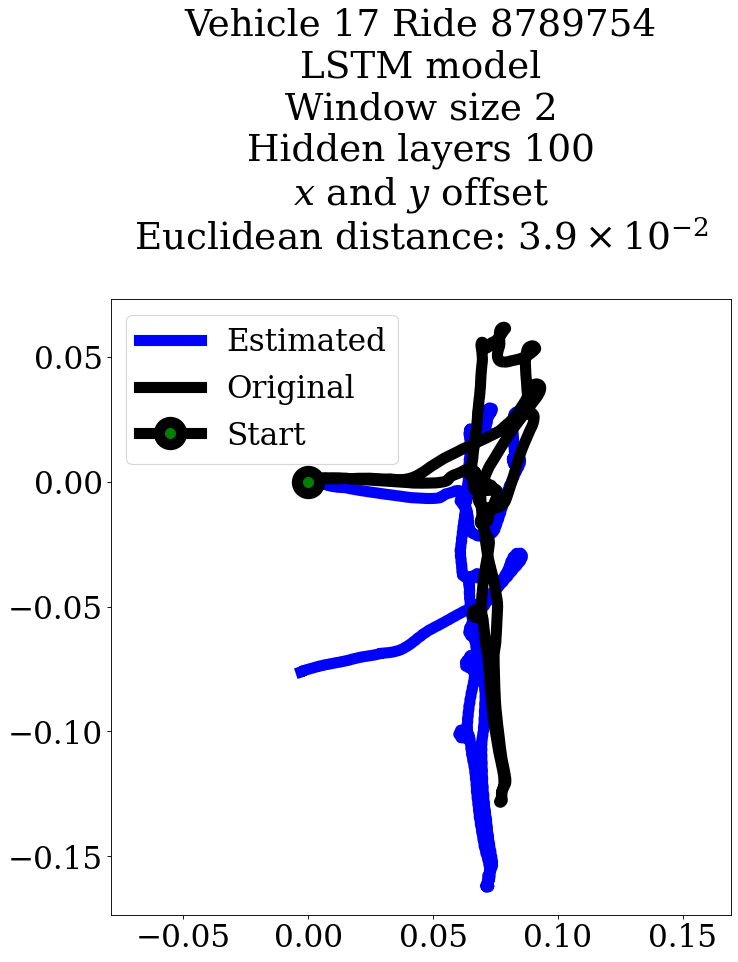 Vehicle 17 Ride 8789754
LSTM model
Window size 2
Hidden layers 100
x and y offset
Euclidean distance: 3.9 × 10⁻²
Estimated
Original
Start
0.05
0.00
−0.05
−0.10
−0.15
−0.05 0.00 0.05 0.10 0.15